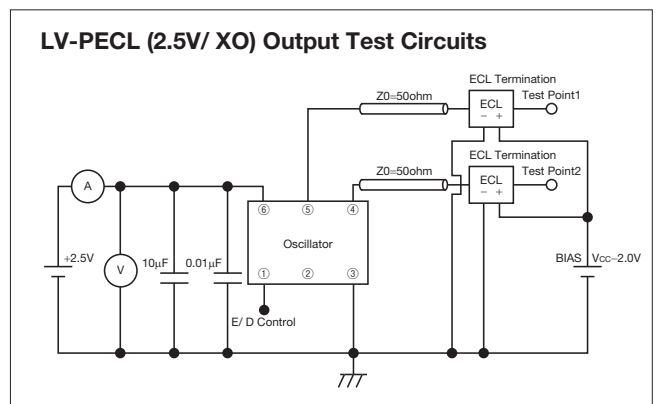 LV-PECL (2.5V/ XO) Output Test Circuits
ECL Termination
Z0=50ohm
ECL
− +
Test Point1
ECL Termination
Z0=50ohm
ECL
− +
Test Point2
A
⑥ ⑤ ④
Oscillator
① ② ③
+2.5V
V
10μF
0.01μF
BIAS
Vcc−2.0V
E/ D Control